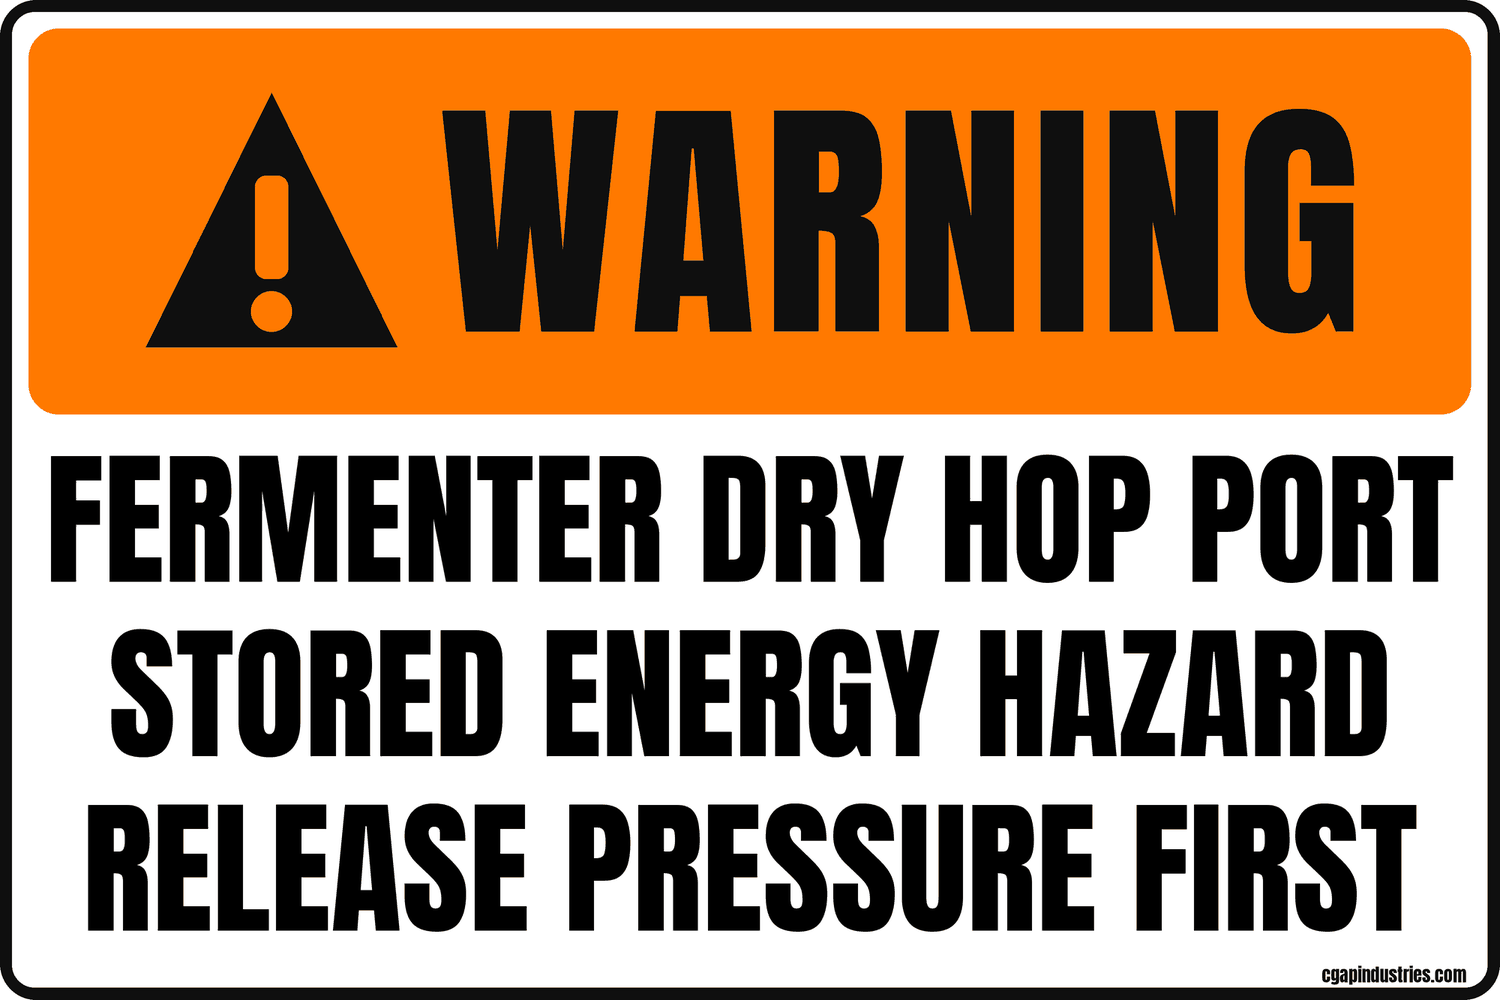 WARNING
FERMENTER DRY HOP PORT
STORED ENERGY HAZARD
RELEASE PRESSURE FIRST
cgapindustries.com